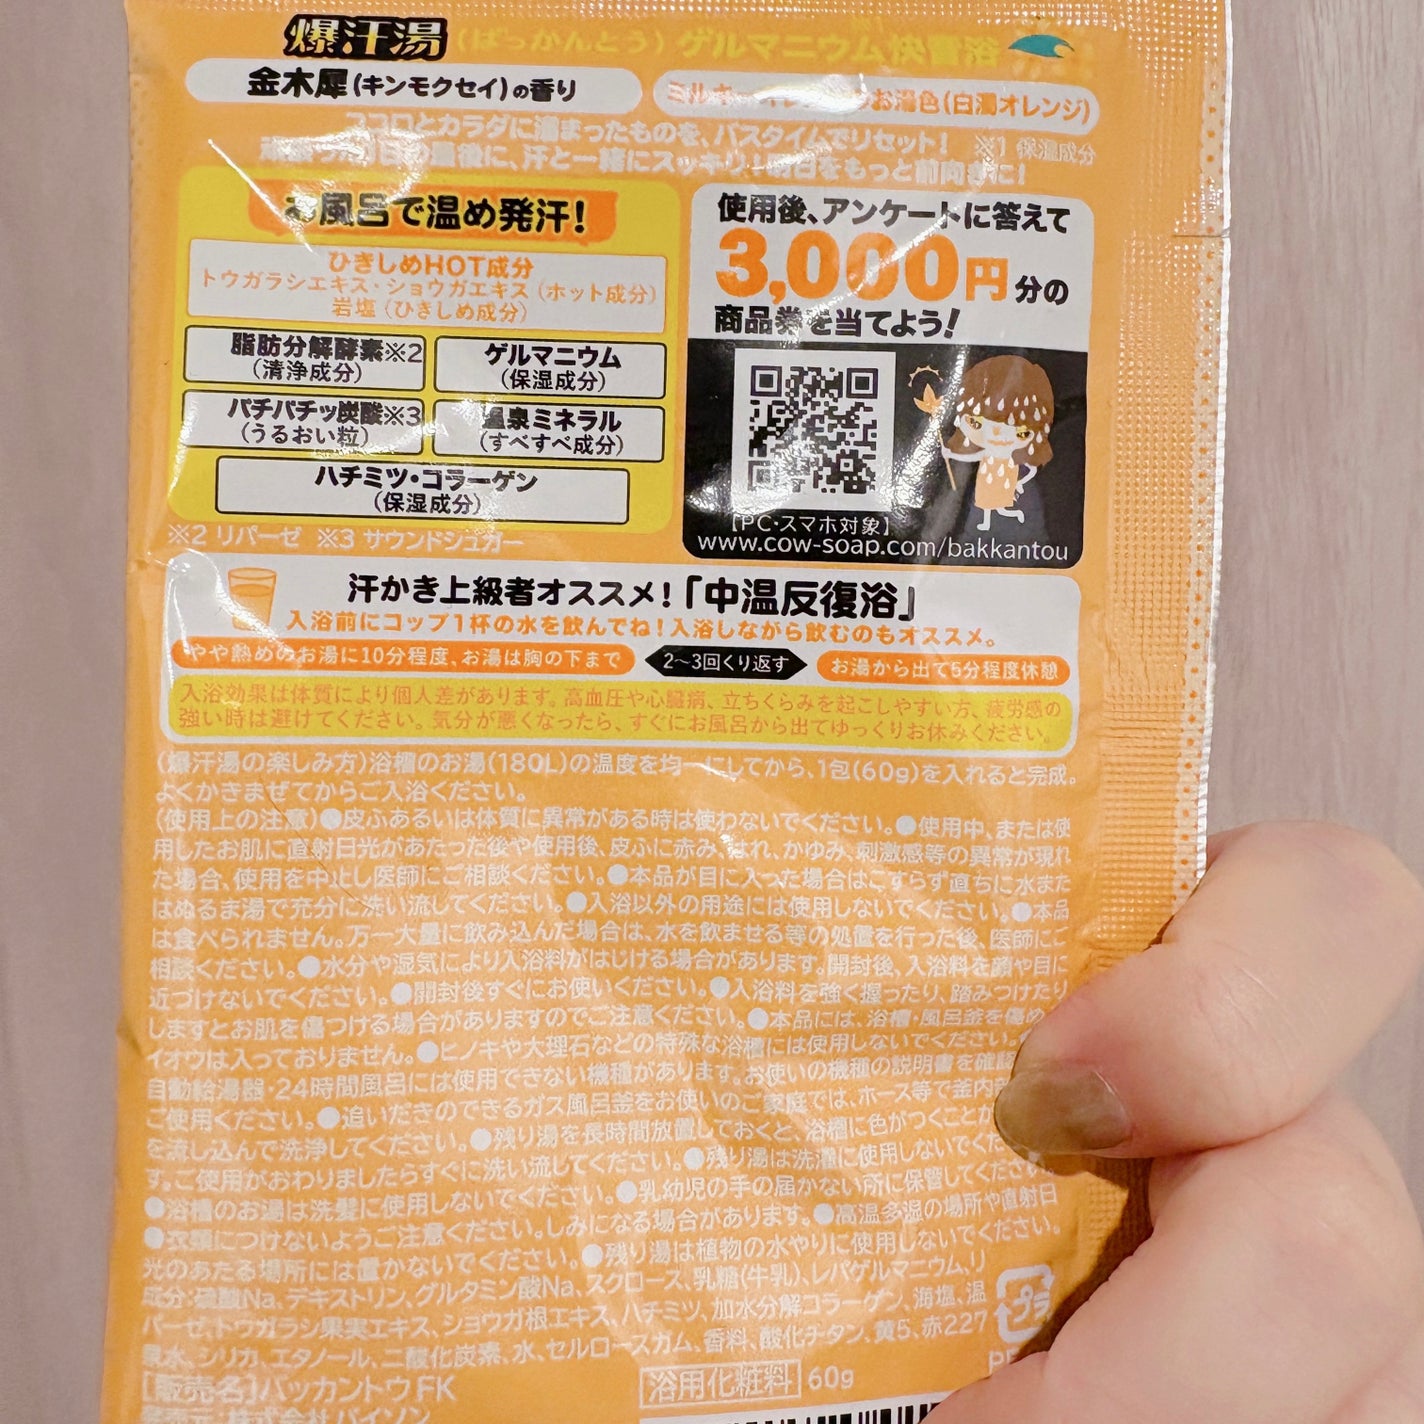 爆汗湯(ばっかんとう)ゲルマニウム快音浴
金木犀(キンモクセイ)の香り
お湯色(白濁オレンジ)
ココロとカラダに溜まったものを、バスタイムでリセット! ※1 保湿成分
最後に、汗と一緒にスッキリ!明日をもっと前向きに!
お風呂で温め発汗!
ひきしめHOT成分
トウガラシエキス・ショウガエキス(ホット成分)
岩塩(ひきしめ成分)
脂肪分解酵素※2
(清浄成分)
ゲルマニウム
(保湿成分)
パチパチッ炭酸※3
(うるおい粒)
温泉ミネラル
(すべすべ成分)
ハチミツ・コラーゲン
(保湿成分)
※2 リパーゼ ※3 サウンドシュガー
使用後、アンケートに答えて
3,000円分の
商品券を当てよう!
【PC・スマホ対象】
www.cow-soap.com/bakkantou
汗かき上級者オススメ!「中温反復浴」
入浴前にコップ1杯の水を飲んでね!入浴しながら飲むのもオススメ。
やや熱めのお湯に10分程度、お湯は胸の下まで
2〜3回くり返す
お湯から出て5分程度休憩
入浴効果は体質により個人差があります。高血圧や心臓病、立ちくらみを起こしやすい方、疲労感の
強い時は避けてください。気分が悪くなったら、すぐにお風呂から出てゆっくりお休みください。
(爆汗湯の楽しみ方)浴槽のお湯(180L)の温度を均一にしてから、1包(60g)を入れると完成。
よくかきまぜてからご入浴ください。
(使用上の注意)●皮ふあるいは体質に異常がある時は使わないでください。●使用中、または使
用したお肌に直射日光があたった後や使用後、皮ふに赤み、はれ、かゆみ、刺激感等の異常が現れ
た場合、使用を中止し医師にご相談ください。●本品が目に入った場合はこすらず直ちに水また
はぬるま湯で充分に洗い流してください。●入浴以外の用途には使用しないでください。●本品
は食べられません。万一大量に飲み込んだ場合は、水を飲ませる等の処置を行った後、医師にご
相談ください。●水分や湿気により入浴料がはじける場合があります。開封後、入浴料を顔や目に
近づけないでください。●開封後すぐにお使いください。●入浴料を強く握ったり、踏みつけたり
しますとお肌を傷つける場合がありますのでご注意ください。●本品には、浴槽・風呂釜を傷め
イオウは入っておりません。●ヒノキや大理石などの特殊な浴槽には使用しないでください。
自動給湯器・24時間風呂には使用できない機種があります。お使いの機種の説明書を確認
ご使用ください。●追いだきのできるガス風呂釜をお使いのご家庭では、ホース等で釜内
を流し込んで洗浄してください。●残り湯を長時間放置しておくと、浴槽に色がつくことが
す。ご使用がおわりましたらすぐに洗い流してください。●残り湯は洗濯に使用しないでくだ
●浴槽のお湯は洗髪に使用しないでください。●乳幼児の手の届かない所に保管してください
●衣類につけないようご注意ください。しみになる場合があります。●高温多湿の場所や直射日
光のあたる場所には置かないでください。●残り湯は植物の水やりに使用しないでください。
成分:硫酸Na、デキストリン、グルタミン酸Na、スクロース、乳糖(牛乳)、レパゲルマニウム、リ
パーゼ、トウガラシ果実エキス、ショウガ根エキス、ハチミツ、加水分解コラーゲン、海塩、温
泉水、シリカ、エタノール、二酸化炭素、水、セルロースガム、香料、酸化チタン、黄5、赤227
プラ
[販売名]バッカントウFK
浴用化粧料 60g
株式会社 バイソン